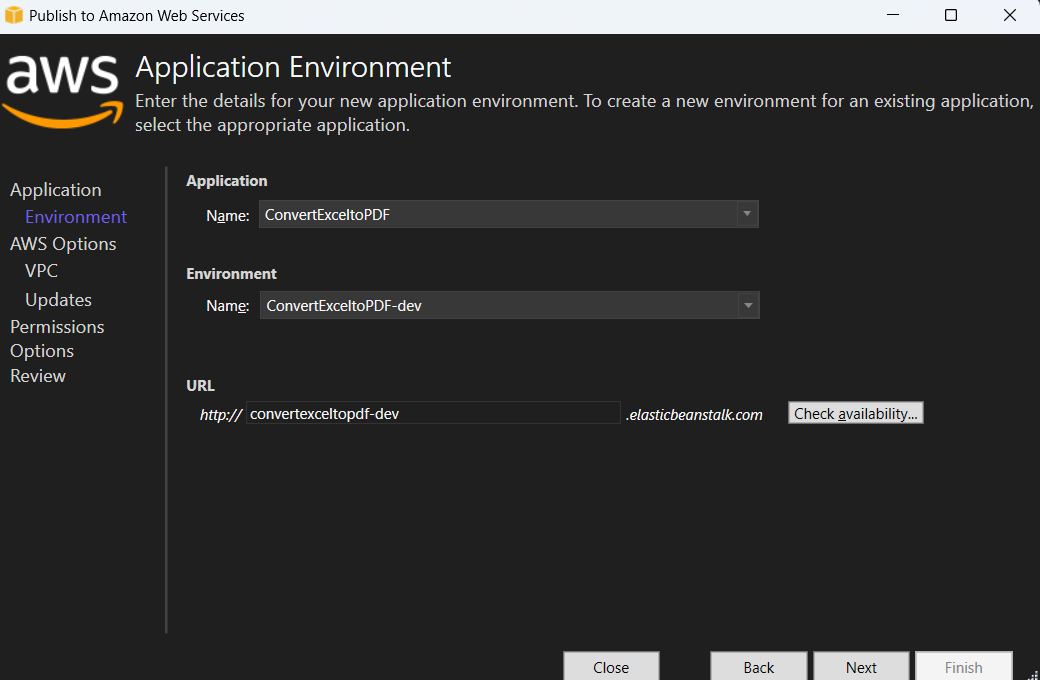 Publish to Amazon Web Services
aws
Application Environment
Enter the details for your new application environment. To create a new environment for an existing application,
select the appropriate application.
Application
Environment
AWS Options
VPC
Updates
Permissions
Options
Review
Application
Name: ConvertExceltoPDF
Environment
Name: ConvertExceltoPDF-dev
URL
http:// convertexceltopdf-dev .elasticbeanstalk.com Check availability...
Close Back Next Finish